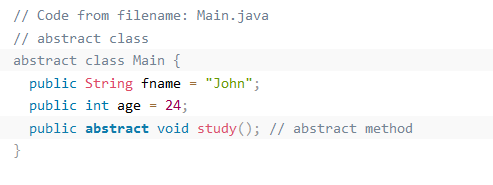 // Code from filename: Main.java
// abstract class
abstract class Main {
  public String fname = "John";
  public int age = 24;
  public abstract void study(); // abstract method
}